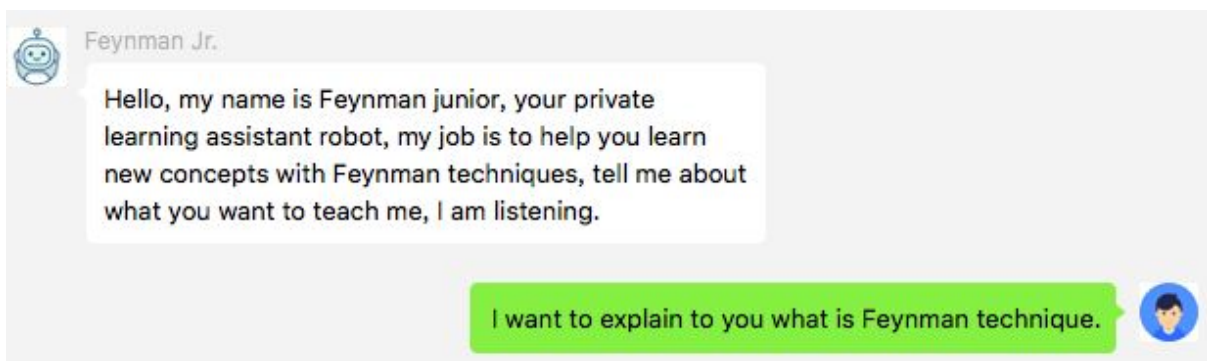 Feynman Jr.
Hello, my name is Feynman junior, your private
learning assistant robot, my job is to help you learn
new concepts with Feynman techniques, tell me about
what you want to teach me, I am listening.
I want to explain to you what is Feynman technique.